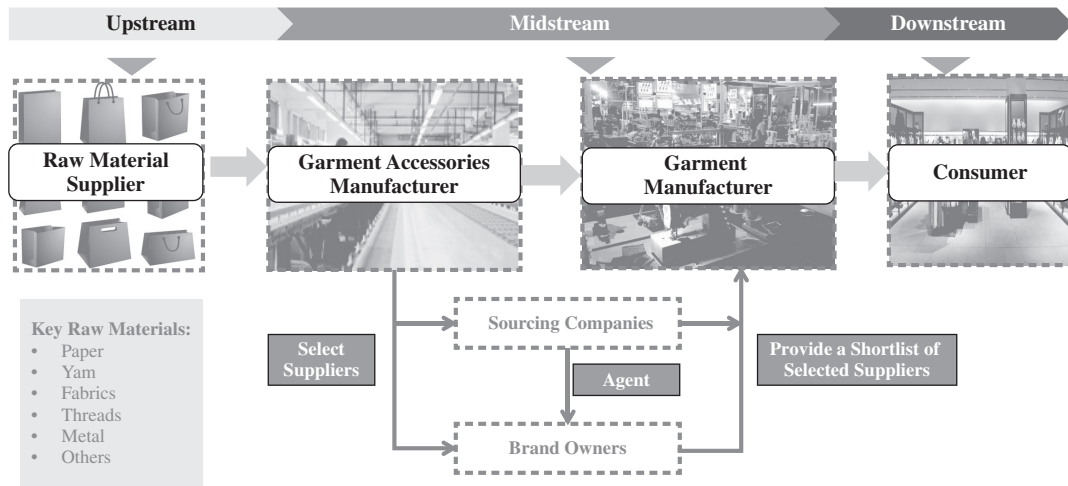 Upstream
Midstream
Downstream
Raw Material
Supplier
Garment Accessories
Manufacturer
Garment
Manufacturer
Consumer
Key Raw Materials:
• Paper
• Yam
• Fabrics
• Threads
• Metal
• Others
Select
Suppliers
Sourcing Companies
Agent
Brand Owners
Provide a Shortlist of
Selected Suppliers